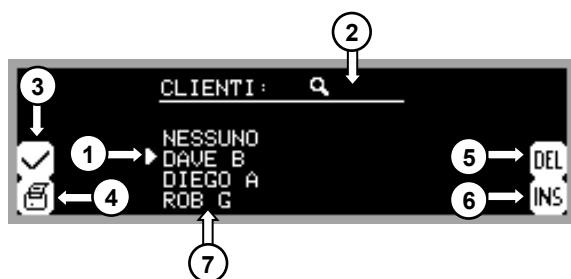 2
3
CLIENTI:
NESSUNO
1 DAVE B 5 DEL
DIEGO A
4 ROB G 6 INS
7